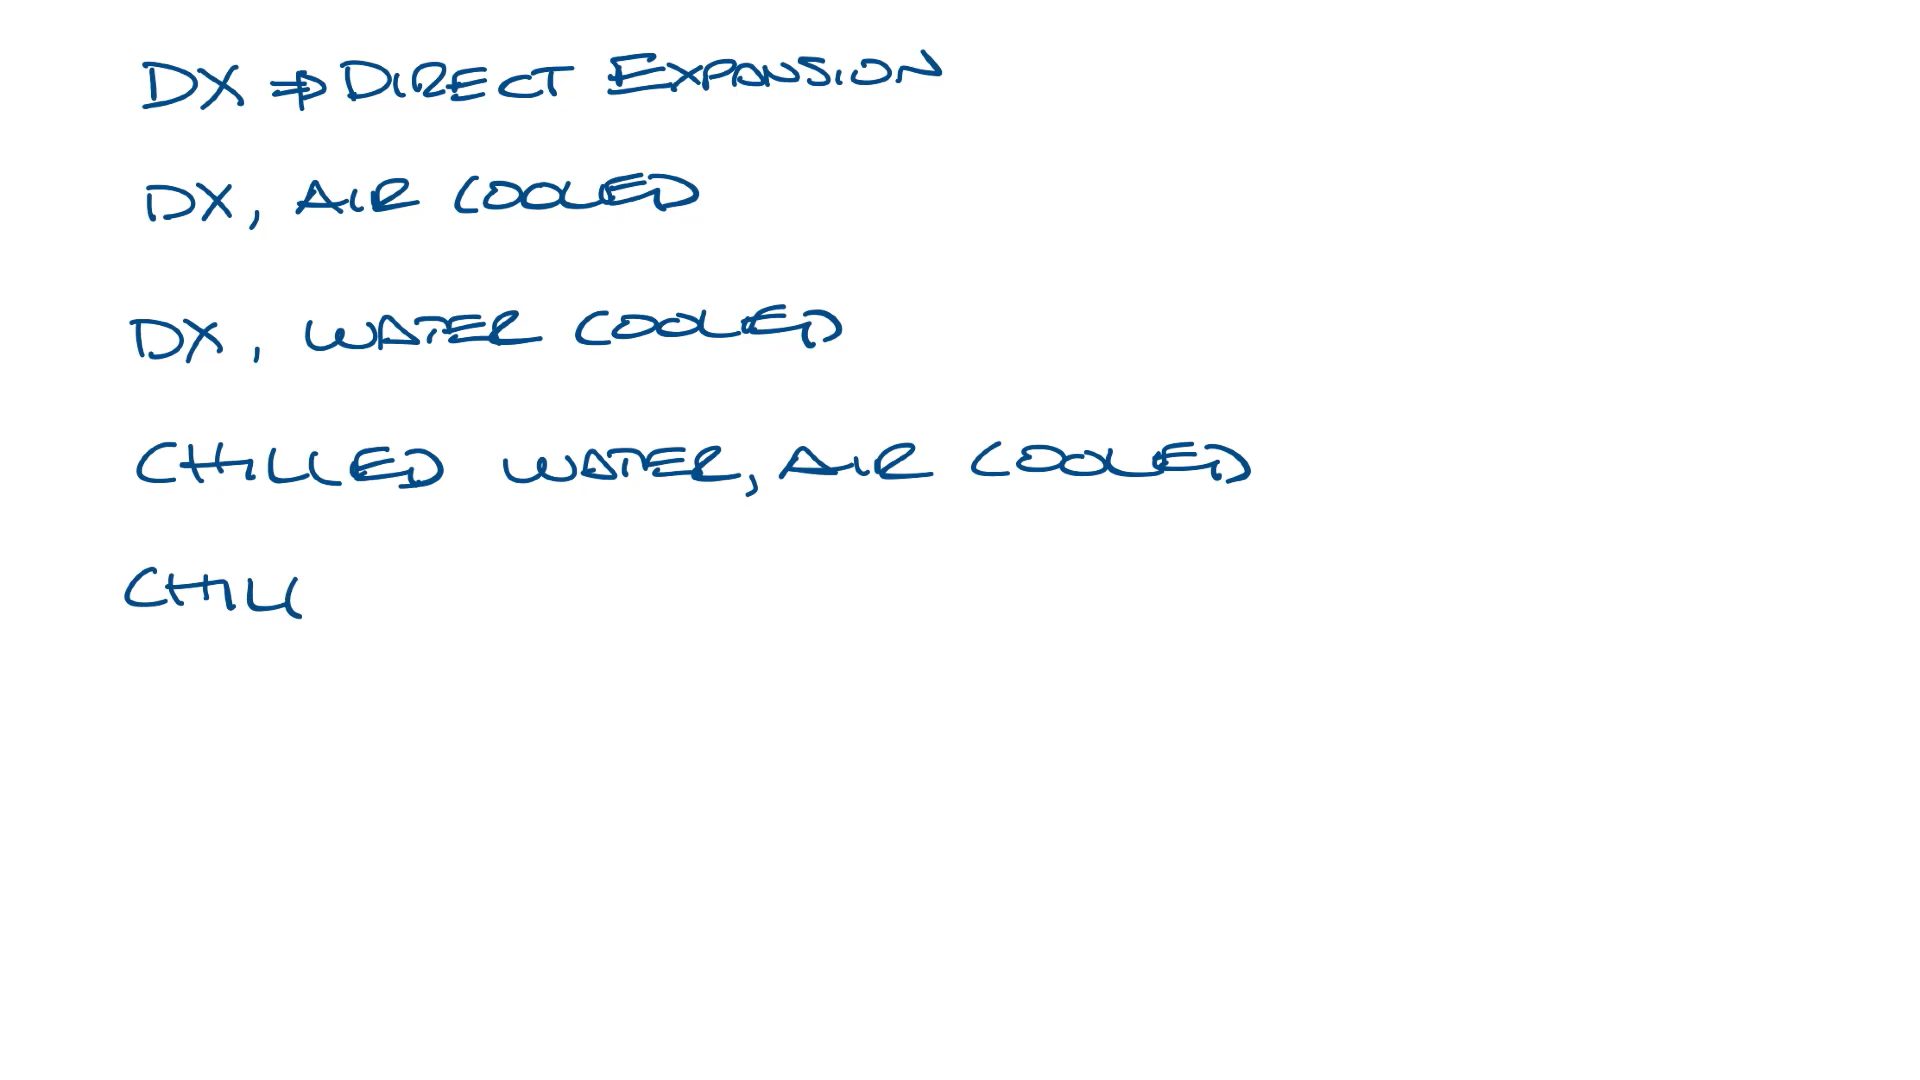 DX ⇒ DIRECT EXPANSION
DX, AIR COOLED
DX, WATER COOLED
CHILLED WATER, AIR COOLED
CHILL